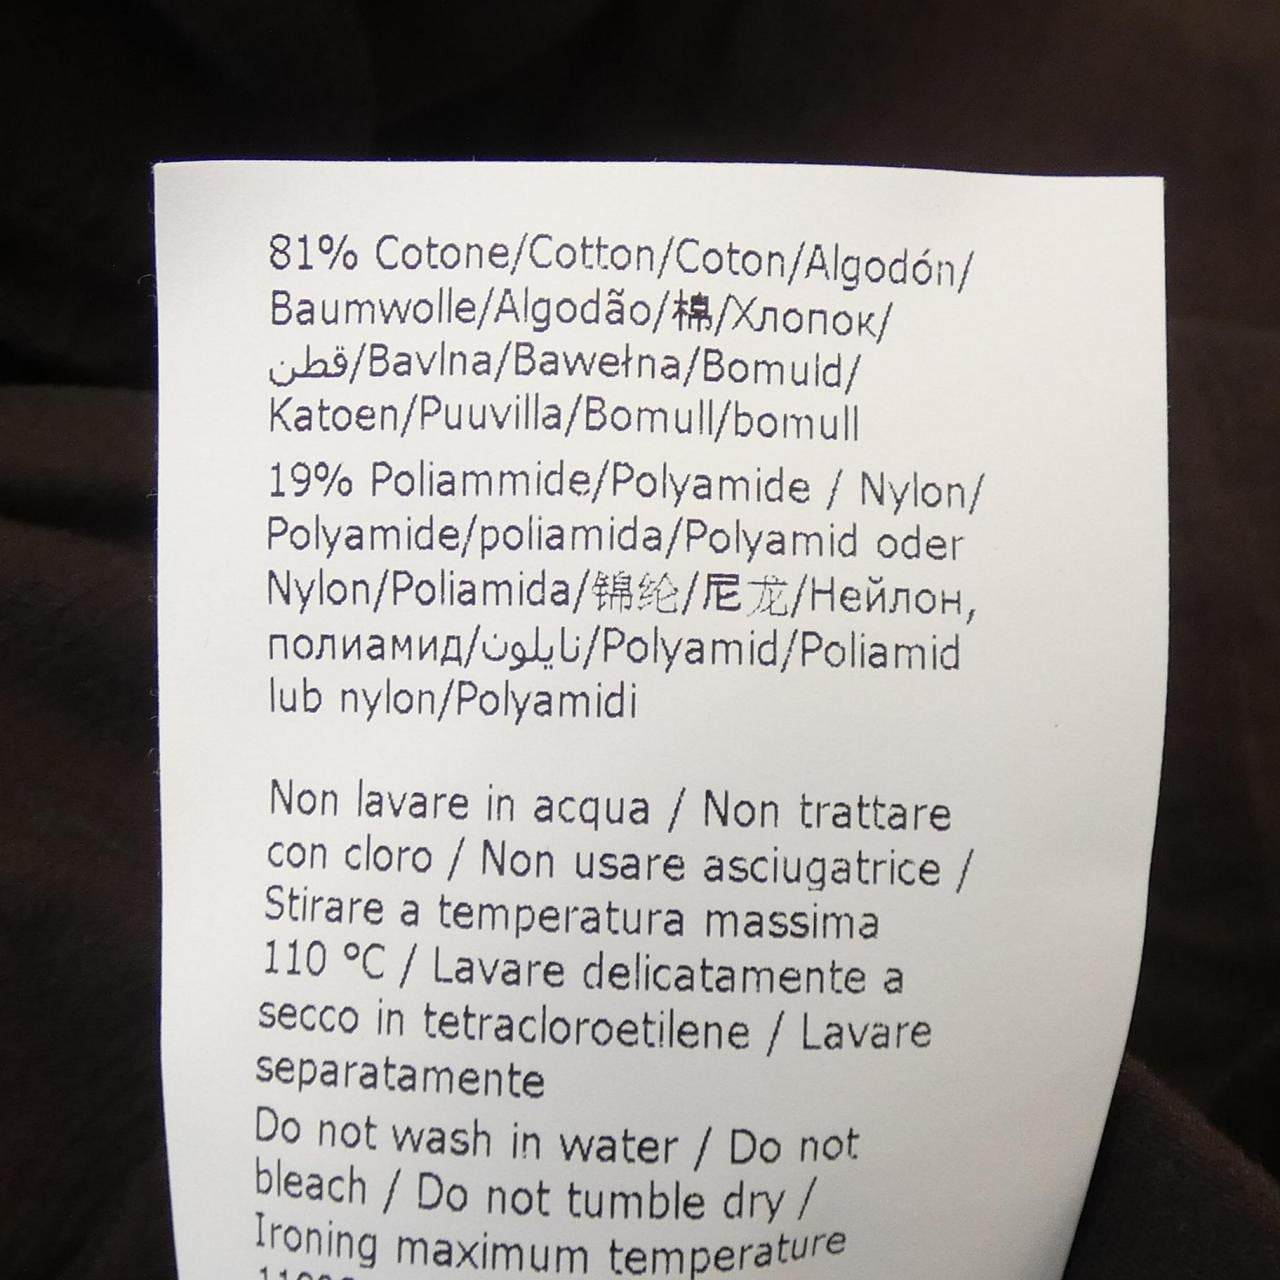 81% Cotone/Cotton/Coton/Algodón/
Baumwolle/Algodão/棉/Хлопок/
قطن/Bavlna/Bawełna/Bomuld/
Katoen/Puuvilla/Bomull/bomull
19% Poliammide/Polyamide / Nylon/
Polyamide/poliamida/Polyamid oder
Nylon/Poliamida/锦纶/尼龙/Нейлон,
полиамид/نايلون/Polyamid/Poliamid
lub nylon/Polyamidi
Non lavare in acqua / Non trattare
con cloro / Non usare asciugatrice /
Stirare a temperatura massima
110 °C / Lavare delicatamente a
secco in tetracloroetilene / Lavare
separatamente
Do not wash in water / Do not
bleach / Do not tumble dry /
Ironing maximum temperature